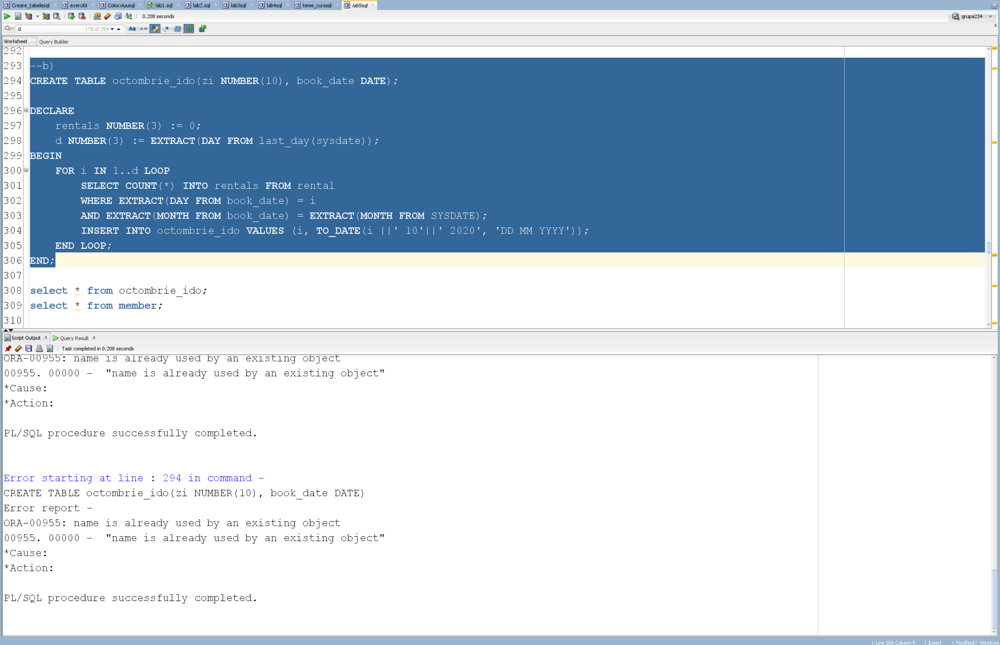 Creare_tabelesql exercitii Colocviuusql lab1.sql lab2.sql lab3sql lab4sql teme_curssql lab5sql
0.208 seconds grupa234
d 178 of 254 Aa
Worksheet Query Builder
292
293 --b)
294 CREATE TABLE octombrie_ido(zi NUMBER(10), book_date DATE);
295
296 DECLARE
297 rentals NUMBER(3) := 0;
298 d NUMBER(3) := EXTRACT(DAY FROM last_day(sysdate));
299 BEGIN
300 FOR i IN 1..d LOOP
301 SELECT COUNT(*) INTO rentals FROM rental
302 WHERE EXTRACT(DAY FROM book_date) = i
303 AND EXTRACT(MONTH FROM book_date) = EXTRACT(MONTH FROM SYSDATE);
304 INSERT INTO octombrie_ido VALUES (i, TO_DATE(i ||' 10'||' 2020', 'DD MM YYYY'));
305 END LOOP;
306 END;
307
308 select * from octombrie_ido;
309 select * from member;
310
Script Output x Query Result x
Task completed in 0.208 seconds
ORA-00955: name is already used by an existing object
00955. 00000 - "name is already used by an existing object"
*Cause:
*Action:
PL/SQL procedure successfully completed.
Error starting at line : 294 in command -
CREATE TABLE octombrie_ido(zi NUMBER(10), book_date DATE)
Error report -
ORA-00955: name is already used by an existing object
00955. 00000 - "name is already used by an existing object"
*Cause:
*Action:
PL/SQL procedure successfully completed.
Line 306 Column 5 | Insert | Modified | Windows